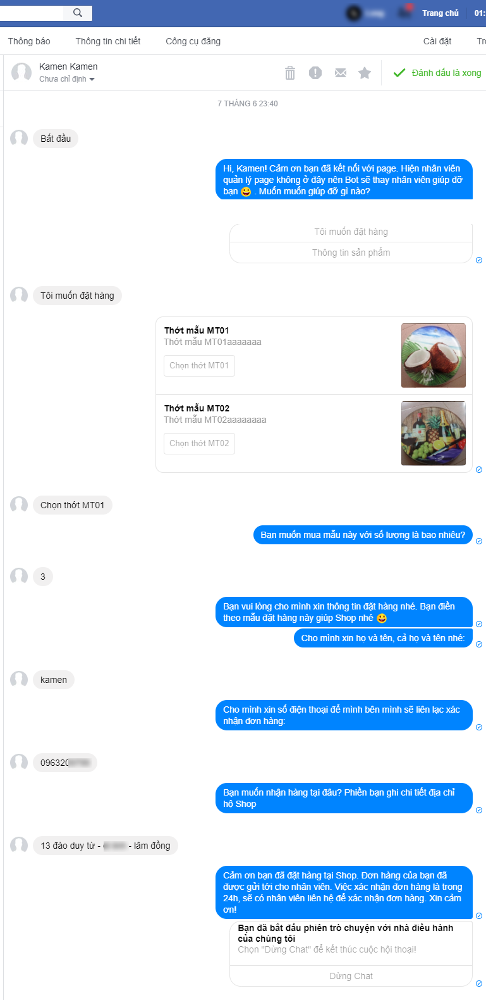 Trang chủ
01:
Thông báo
Thông tin chi tiết
Công cụ đăng
Cài đặt
Kamen Kamen
Chưa chỉ định
Đánh dấu là xong
7 THÁNG 6 23:40
Bắt đầu
Hi, Kamen! Cảm ơn bạn đã kết nối với page. Hiện nhân viên
quản lý page không ở đây nên Bot sẽ thay nhân viên giúp đỡ
bạn 😀 . Muốn muốn giúp đỡ gì nào?
Tôi muốn đặt hàng
Thông tin sản phẩm
Tôi muốn đặt hàng
Thớt mẫu MT01
Thớt mẫu MT01aaaaaaa
Chọn thớt MT01
Thớt mẫu MT02
Thớt mẫu MT02aaaaaaaa
Chọn thớt MT02
Chọn thớt MT01
Bạn muốn mua mẫu này với số lượng là bao nhiêu?
3
Bạn vui lòng cho mình xin thông tin đặt hàng nhé. Bạn điền
theo mẫu đặt hàng này giúp Shop nhé 😀
Cho mình xin họ và tên, cả họ và tên nhé:
kamen
Cho mình xin số điện thoại để mình bên mình sẽ liên lạc xác
nhận đơn hàng:
096320
Bạn muốn nhận hàng tại đâu? Phiền bạn ghi chi tiết địa chỉ
hộ Shop
13 đào duy từ - - lâm đồng
Cảm ơn bạn đã đặt hàng tại Shop. Đơn hàng của bạn đã
được gửi tới cho nhân viên. Việc xác nhận đơn hàng là trong
24h, sẽ có nhân viên liên hệ để xác nhận đơn hàng. Xin cảm
ơn!
Bạn đã bắt đầu phiên trò chuyện với nhà điều hành
của chúng tôi
Chọn "Dừng Chat" để kết thúc cuộc hội thoại!
Dừng Chat